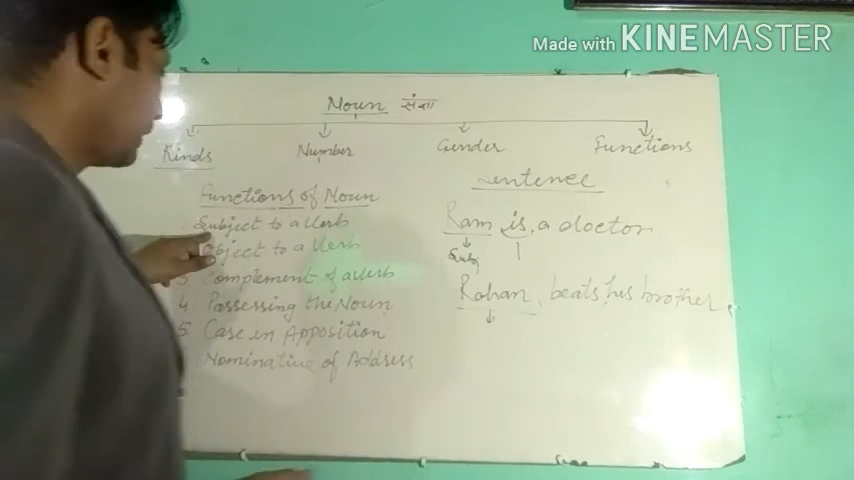 Made with KINEMASTER
Noun संज्ञा
Kinds Number Gender Functions
Functions of Noun
Subject to a Verb
Object to a Verb
3 Complement of a Verb
4 Possessing the Noun
5. Case in Apposition
Nominative of Address
Sentence
Ram is a doctor.
Subj
Rohan beats his brother.